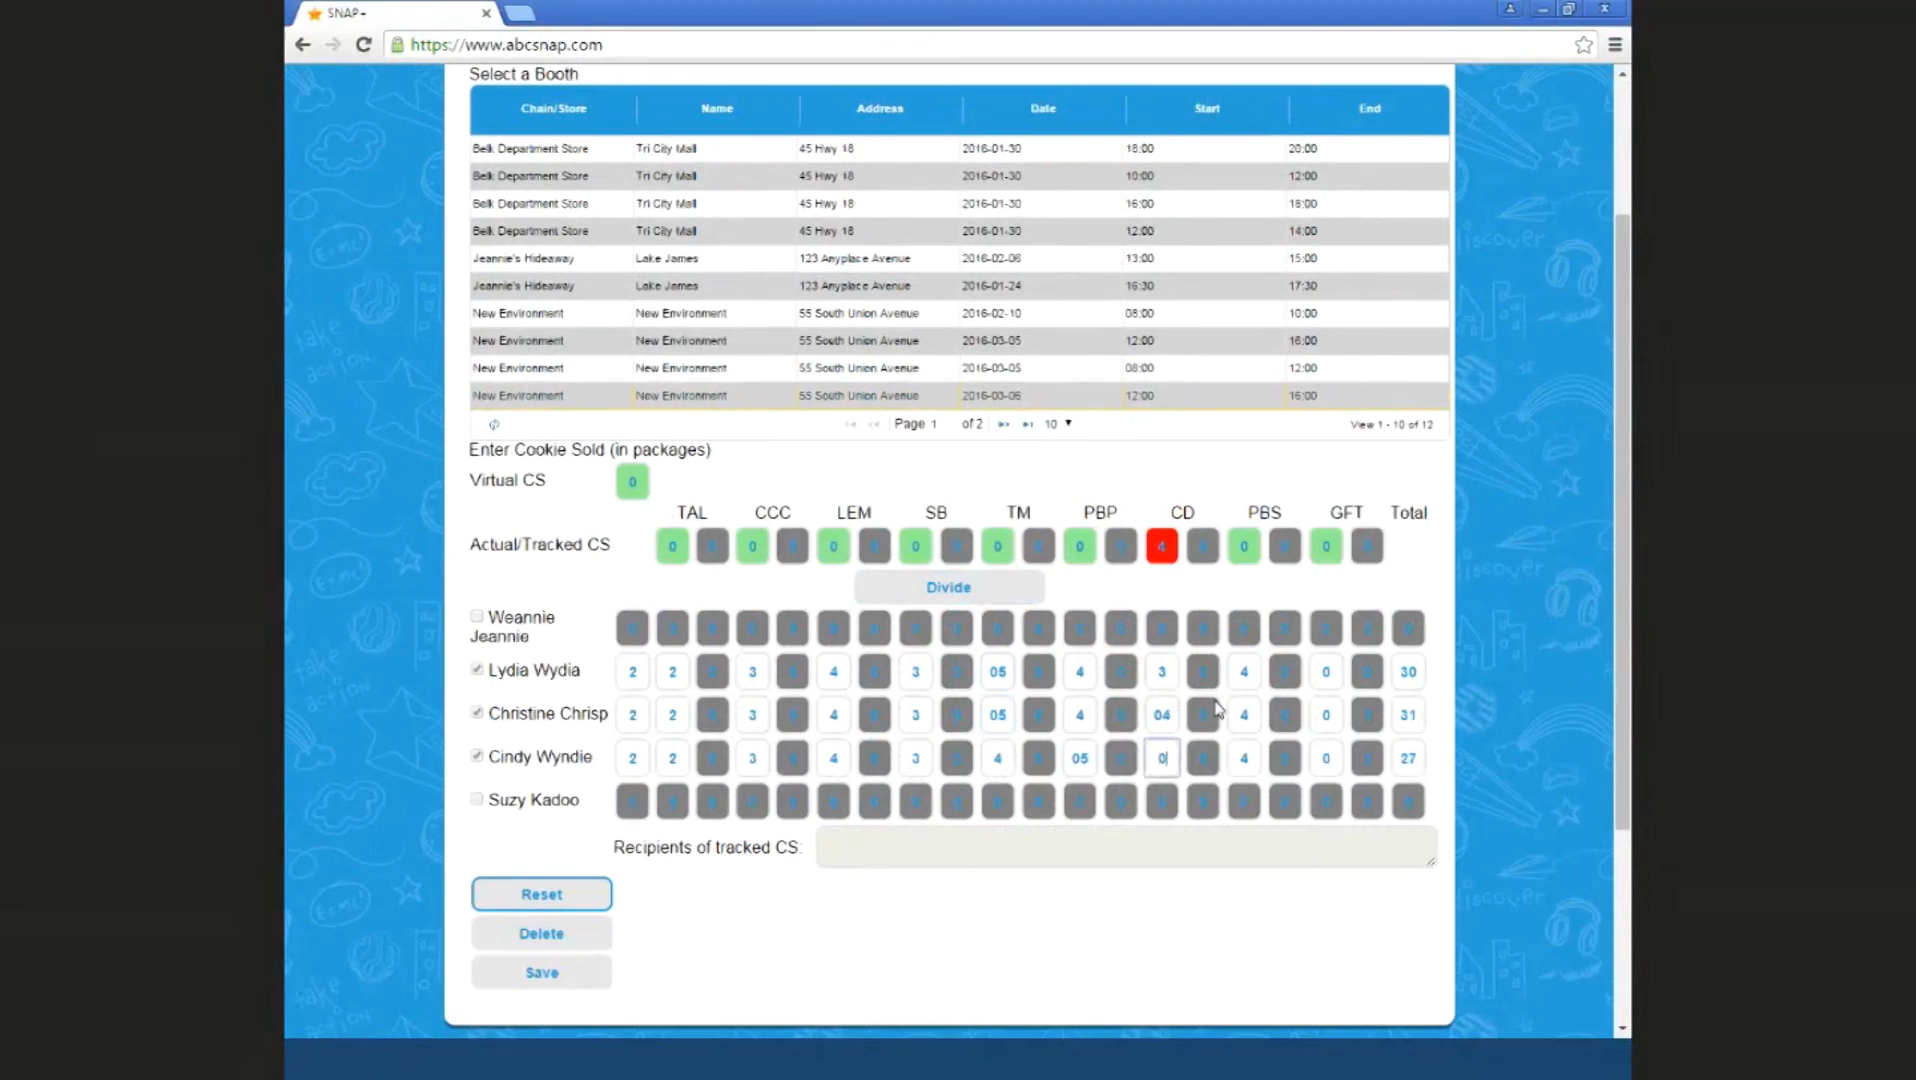 SNAP+
https://www.abcsnap.com
Select a Booth
Chain/Store Name Address Date Start End
Belk Department Store Tri City Mall 45 Hwy 18 2016-01-30 18:00 20:00
Belk Department Store Tri City Mall 45 Hwy 18 2016-01-30 10:00 12:00
Belk Department Store Tri City Mall 45 Hwy 18 2016-01-30 16:00 18:00
Belk Department Store Tri City Mall 45 Hwy 18 2016-01-30 12:00 14:00
Jeannie's Hideaway Lake James 123 Anyplace Avenue 2016-02-06 13:00 15:00
Jeannie's Hideaway Lake James 123 Anyplace Avenue 2016-01-24 16:30 17:30
New Environment New Environment 55 South Union Avenue 2016-02-10 08:00 10:00
New Environment New Environment 55 South Union Avenue 2016-03-05 12:00 16:00
New Environment New Environment 55 South Union Avenue 2016-03-05 08:00 12:00
New Environment New Environment 55 South Union Avenue 2016-03-06 12:00 16:00
Page 1 of 2 10 View 1 - 10 of 12
Enter Cookie Sold (in packages)
Virtual CS 0
TAL CCC LEM SB TM PBP CD PBS GFT Total
Actual/Tracked CS 0 0 0 0 0 0 4 0 0
Divide
Weannie
Jeannie
Lydia Wydia 2 2 3 4 3 05 4 3 4 0 30
Christine Chrisp 2 2 3 4 3 05 4 04 4 0 31
Cindy Wyndie 2 2 3 4 3 4 05 0 4 0 27
Suzy Kadoo
Recipients of tracked CS:
Reset
Delete
Save
take
action
discover
discover
E=mc²
take
action
E=mc²